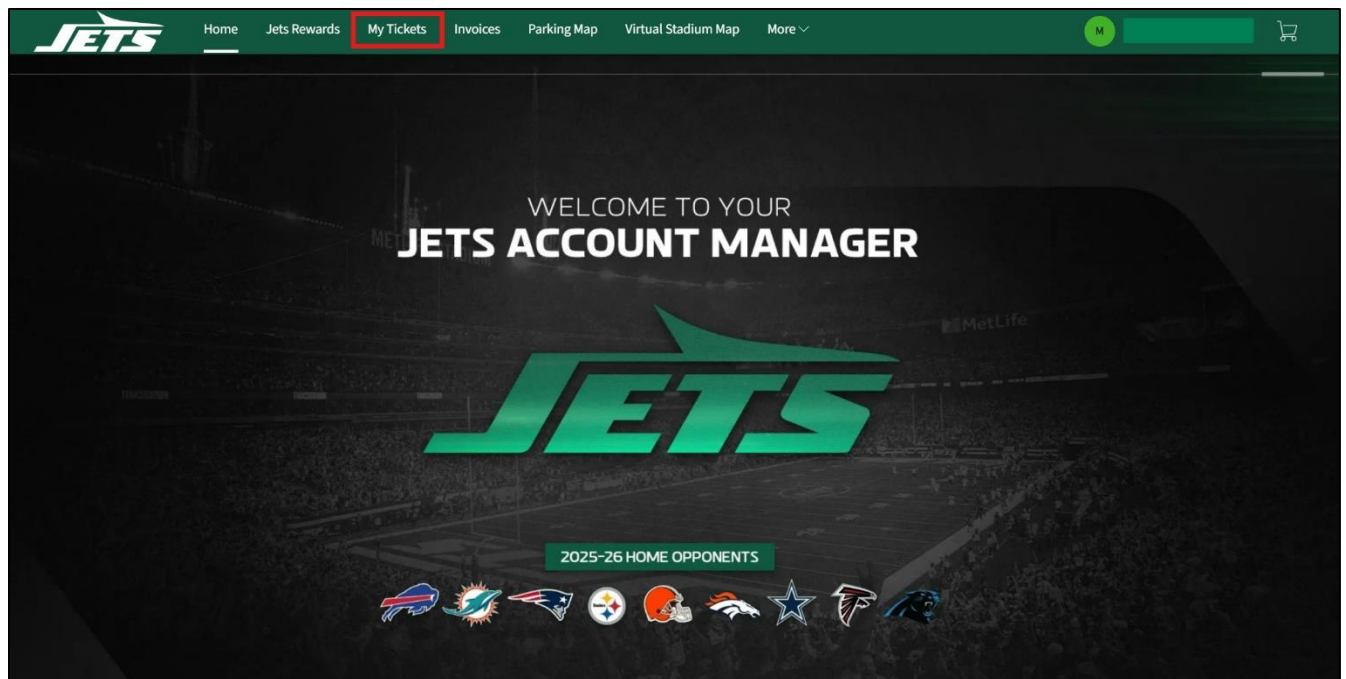 JETS
Home
Jets Rewards
My Tickets
Invoices
Parking Map
Virtual Stadium Map
More
M
WELCOME TO YOUR
JETS ACCOUNT MANAGER
MetLife
JETS
2025-26 HOME OPPONENTS